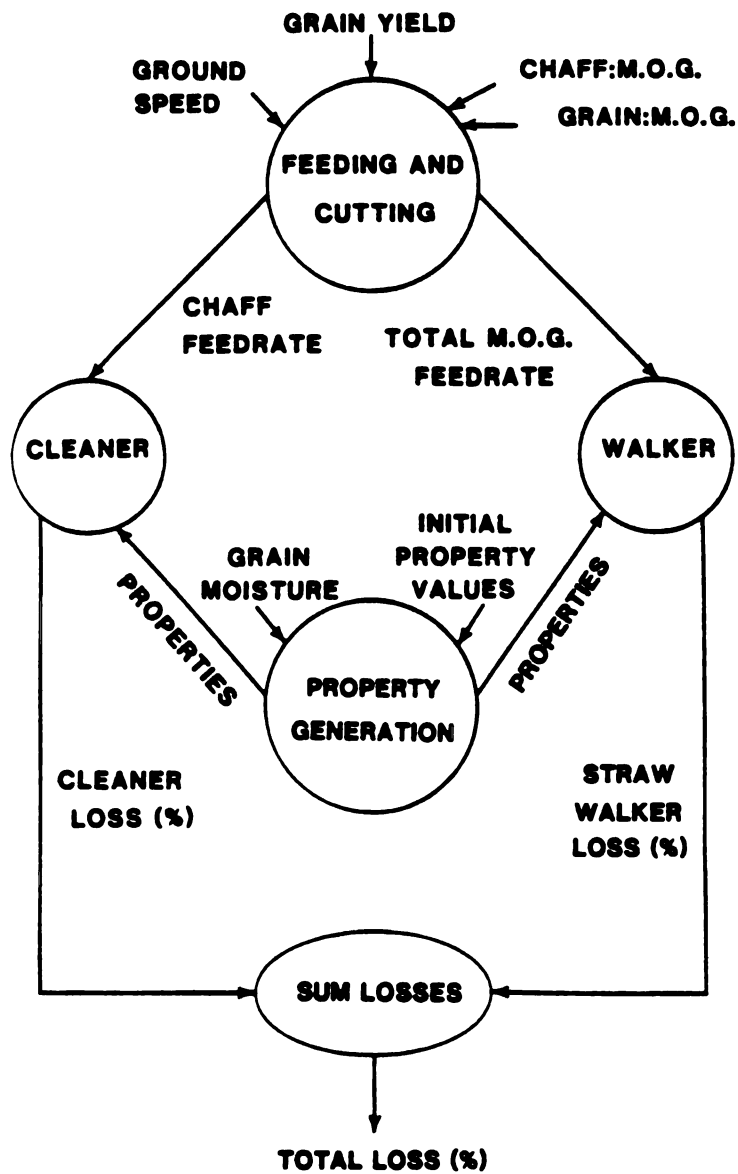 GRAIN YIELD
GROUND
SPEED
CHAFF:M.O.G.
GRAIN:M.O.G.
FEEDING AND
CUTTING
CHAFF
FEEDRATE
TOTAL M.O.G.
FEEDRATE
CLEANER
WALKER
GRAIN
MOISTURE
INITIAL
PROPERTY
VALUES
PROPERTIES
PROPERTIES
PROPERTY
GENERATION
CLEANER
LOSS (%)
STRAW
WALKER
LOSS (%)
SUM LOSSES
TOTAL LOSS (%)